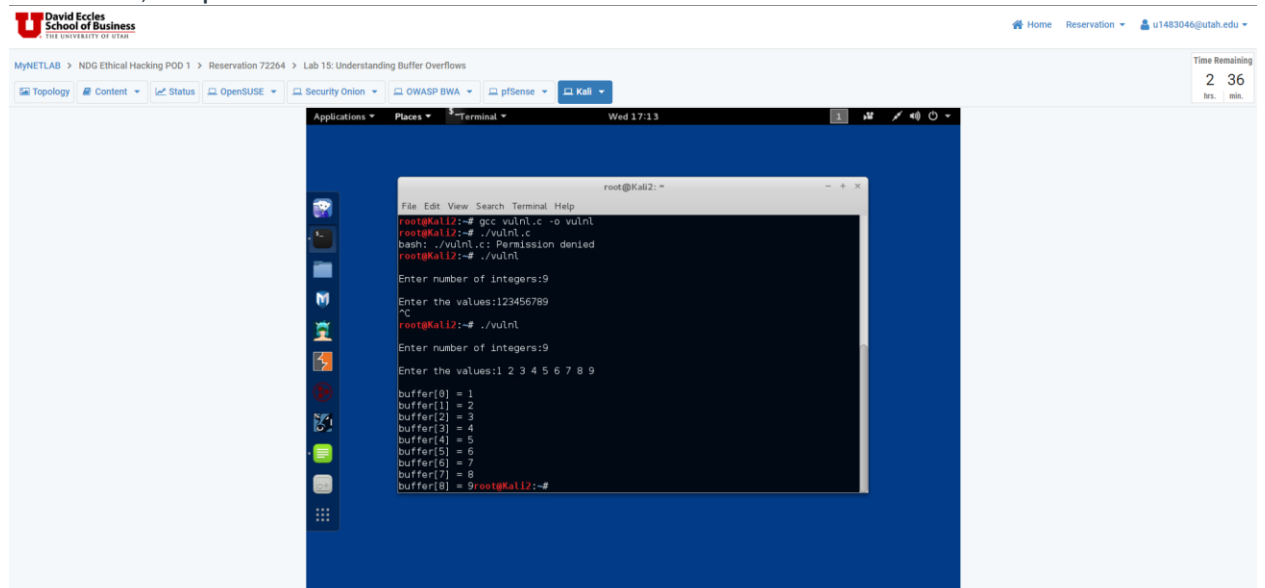 David Eccles
School of Business
THE UNIVERSITY OF UTAH
Home Reservation u1483046@utah.edu
MyNETLAB > NDG Ethical Hacking POD 1 > Reservation 72264 > Lab 15: Understanding Buffer Overflows
Time Remaining
2 36
hrs. min.
Topology Content Status OpenSUSE Security Onion OWASP BWA pfSense Kali
Applications Places Terminal Wed 17:13 1
root@Kali2: ~
File Edit View Search Terminal Help
root@Kali2:~# gcc vulnl.c -o vulnl
root@Kali2:~# ./vulnl.c
bash: ./vulnl.c: Permission denied
root@Kali2:~# ./vulnl
Enter number of integers:9
Enter the values:123456789
^C
root@Kali2:~# ./vulnl
Enter number of integers:9
Enter the values:1 2 3 4 5 6 7 8 9
buffer[0] = 1
buffer[1] = 2
buffer[2] = 3
buffer[3] = 4
buffer[4] = 5
buffer[5] = 6
buffer[6] = 7
buffer[7] = 8
buffer[8] = 9root@Kali2:~#